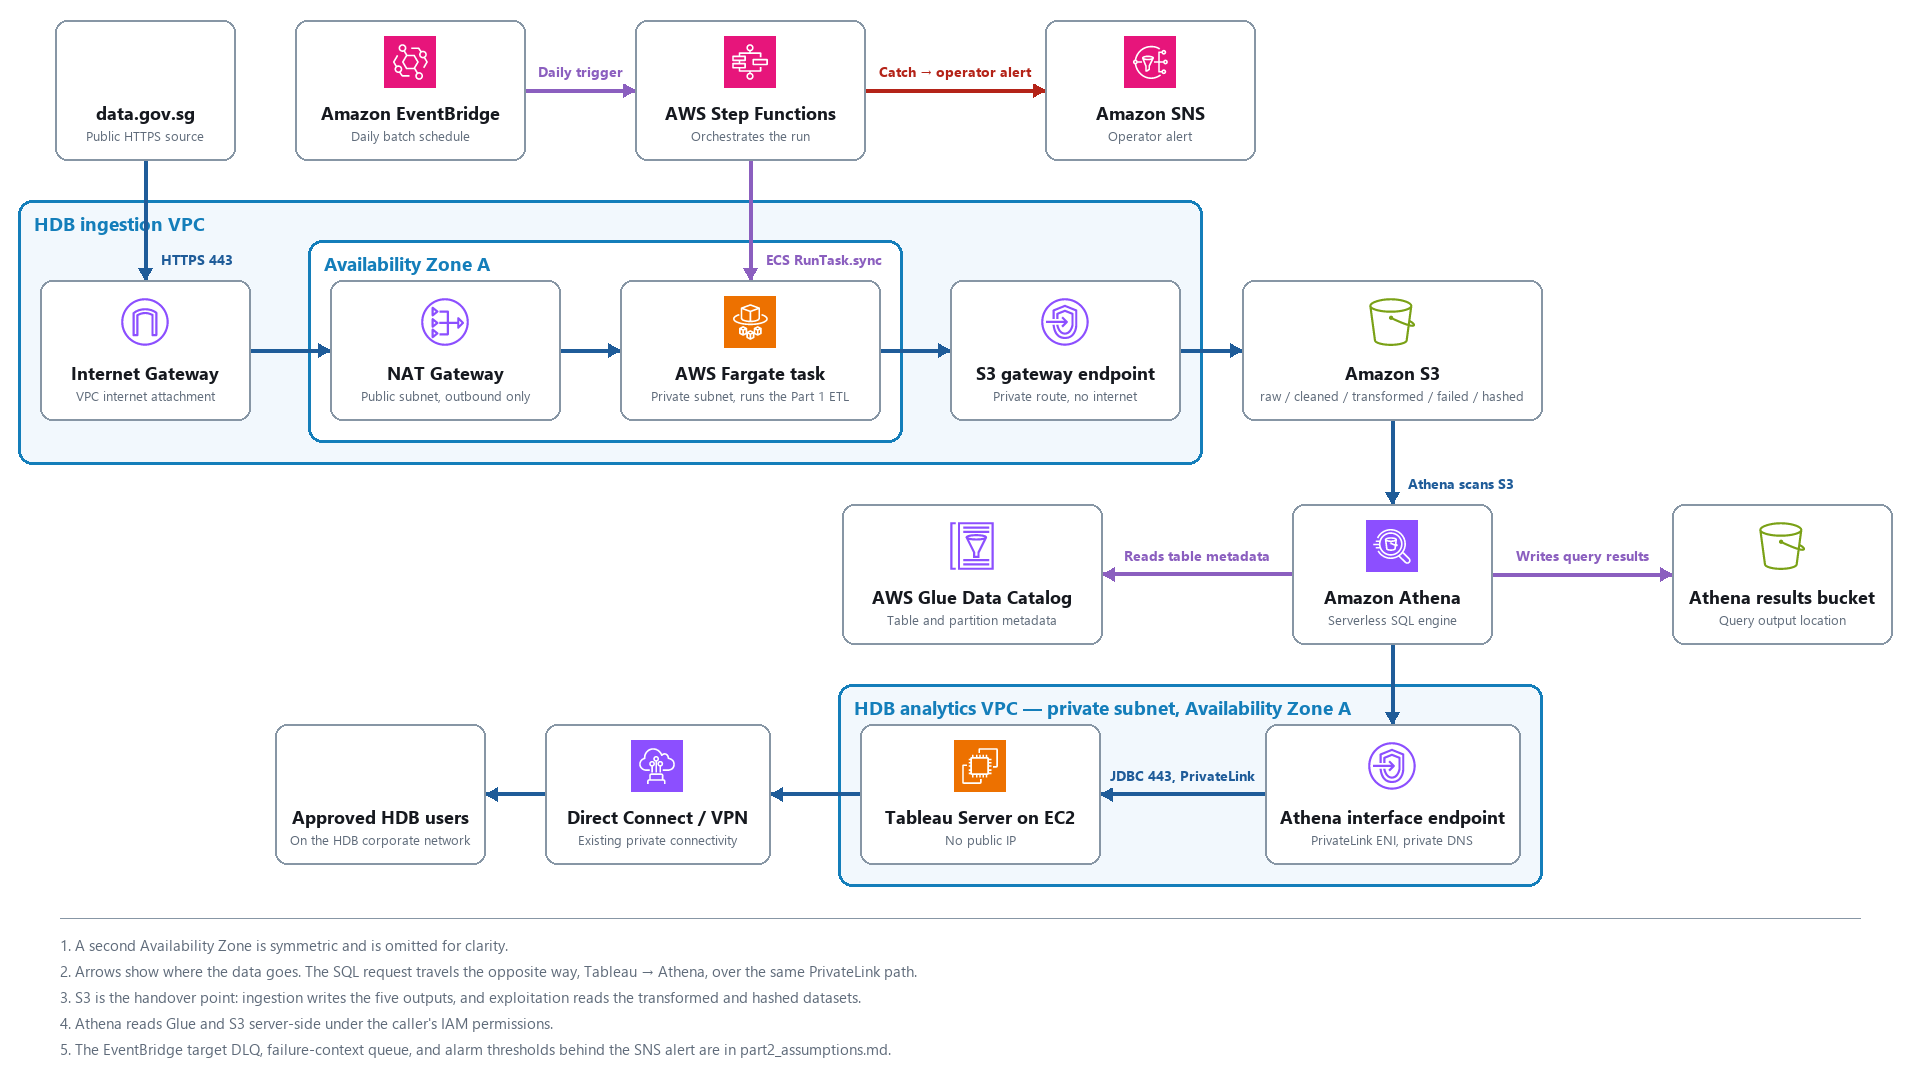 data.gov.sg
Public HTTPS source
Amazon EventBridge
Daily batch schedule
Daily trigger
AWS Step Functions
Orchestrates the run
Catch → operator alert
Amazon SNS
Operator alert
HDB ingestion VPC
HTTPS 443
Availability Zone A
ECS RunTask.sync
Internet Gateway
VPC internet attachment
NAT Gateway
Public subnet, outbound only
AWS Fargate task
Private subnet, runs the Part 1 ETL
S3 gateway endpoint
Private route, no internet
Amazon S3
raw / cleaned / transformed / failed / hashed
Athena scans S3
AWS Glue Data Catalog
Table and partition metadata
Reads table metadata
Amazon Athena
Serverless SQL engine
Writes query results
Athena results bucket
Query output location
HDB analytics VPC — private subnet, Availability Zone A
Approved HDB users
On the HDB corporate network
Direct Connect / VPN
Existing private connectivity
Tableau Server on EC2
No public IP
JDBC 443, PrivateLink
Athena interface endpoint
PrivateLink ENI, private DNS
1. A second Availability Zone is symmetric and is omitted for clarity.
2. Arrows show where the data goes. The SQL request travels the opposite way, Tableau → Athena, over the same PrivateLink path.
3. S3 is the handover point: ingestion writes the five outputs, and exploitation reads the transformed and hashed datasets.
4. Athena reads Glue and S3 server-side under the caller's IAM permissions.
5. The EventBridge target DLQ, failure-context queue, and alarm thresholds behind the SNS alert are in part2_assumptions.md.